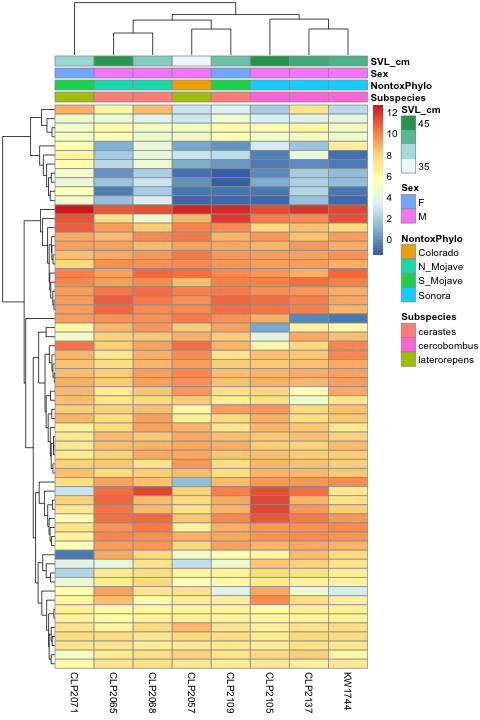 SVL_cm
Sex
NontoxPhylo
Subspecies
12
10
8
6
4
2
0
SVL_cm
45
35
Sex
F
M
NontoxPhylo
Colorado
N_Mojave
S_Mojave
Sonora
Subspecies
cerastes
cercobombus
laterorepens
CLP2071
CLP2065
CLP2068
CLP2057
CLP2109
CLP2105
CLP2137
KW1744